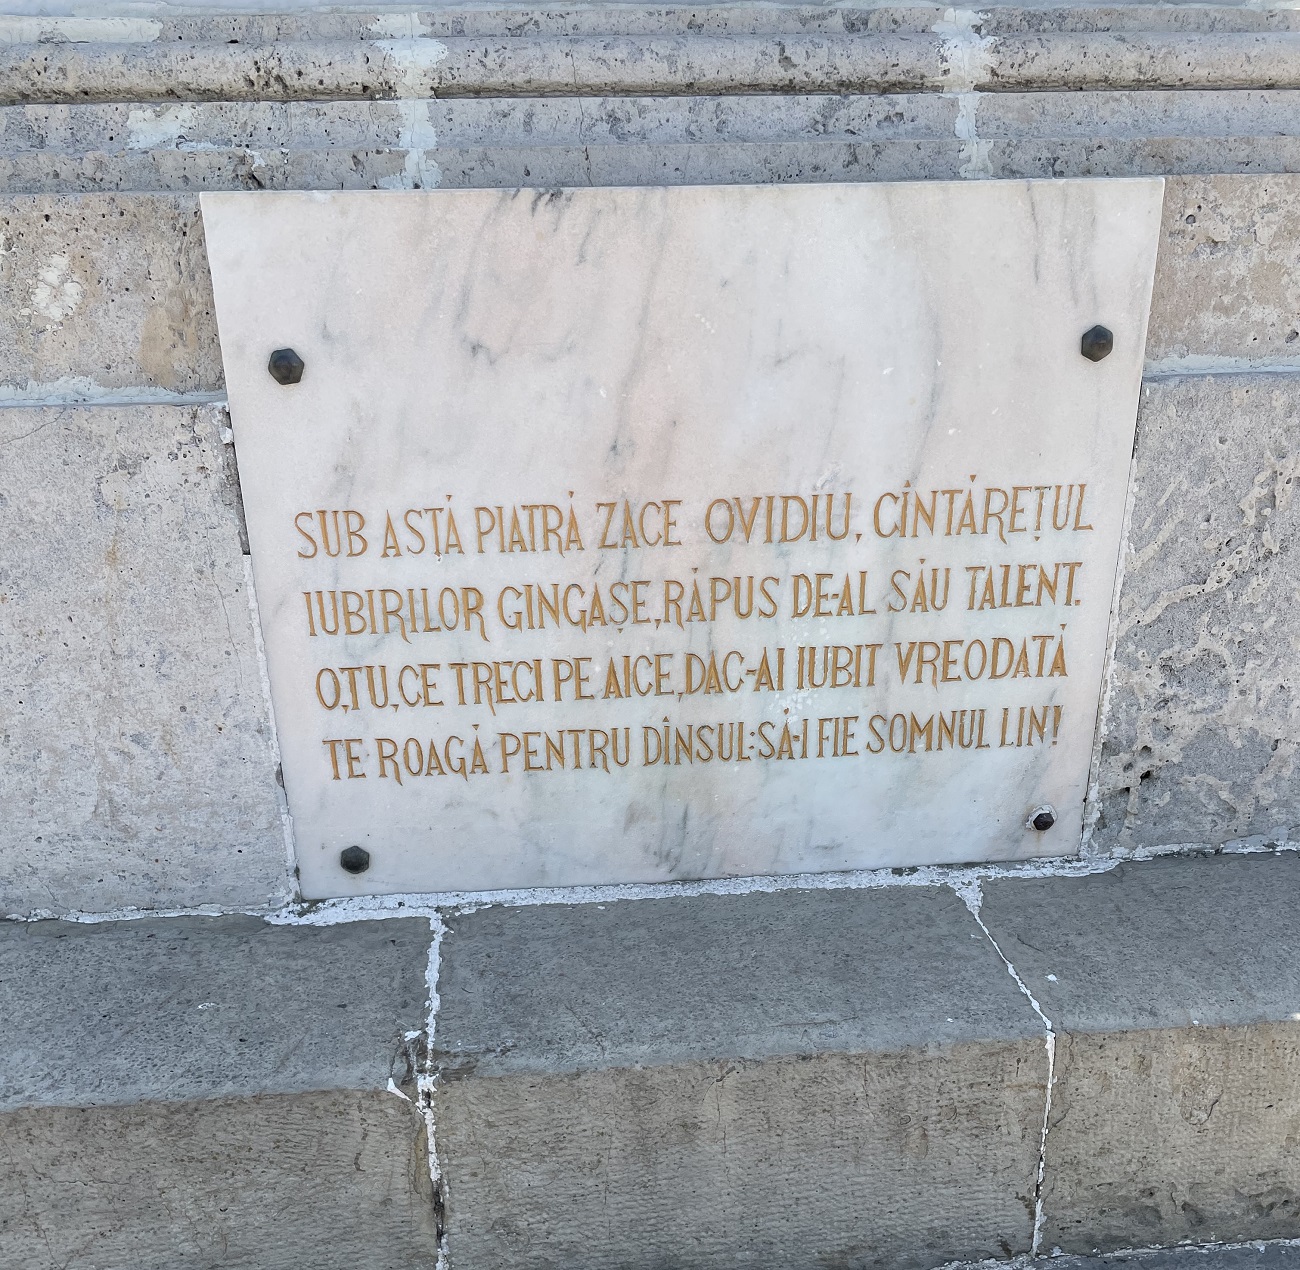 SUB ASTĂ PIATRĂ ZACE OVIDIU, CÎNTĂREȚUL
IUBIRILOR GINGAȘE, RĂPUS DE-AL SĂU TALENT.
O, TU, CE TRECI PE AICE, DAC-AI IUBIT VREODATĂ
TE ROAGĂ PENTRU DÎNSUL: SĂ-I FIE SOMNUL LIN!